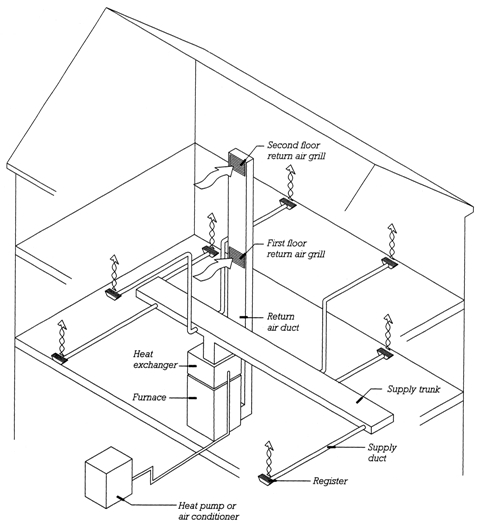 Second floor
return air grill
First floor
return air grill
Return
air duct
Heat
exchanger
Furnace
Supply trunk
Supply
duct
Register
Heat pump or
air conditioner